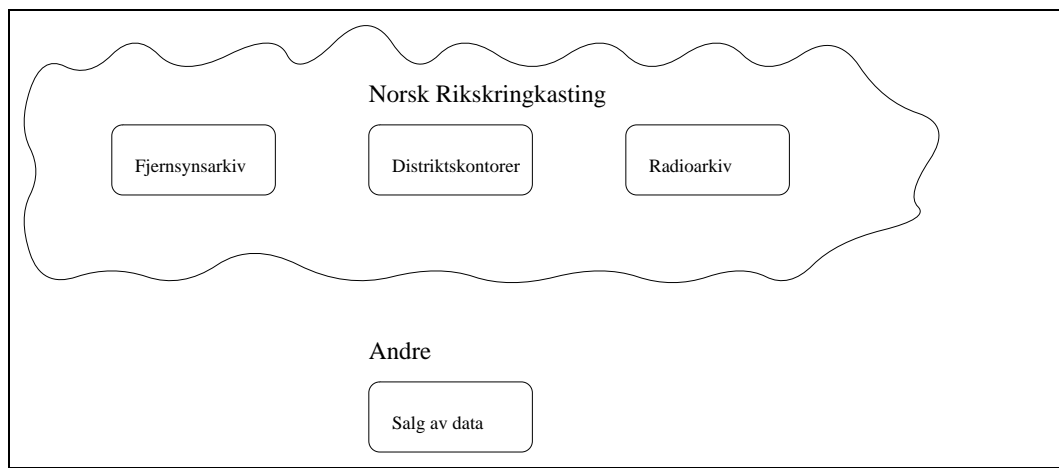 Norsk Rikskringkasting
Fjernsynsarkiv
Distriktskontorer
Radioarkiv
Andre
Salg av data